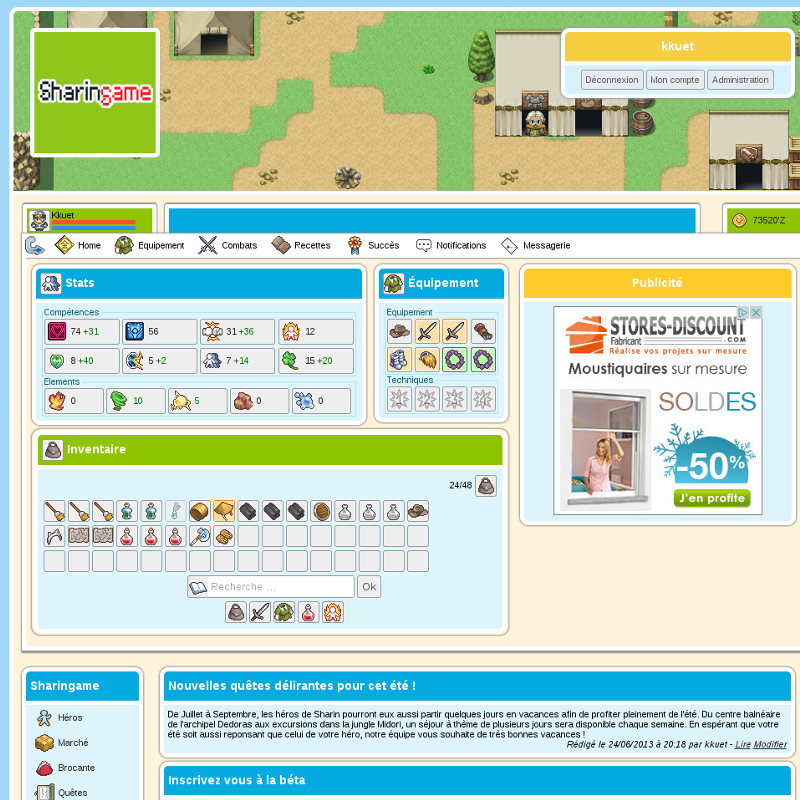 Sharingame
kkuet
Déconnexion Mon compte Administration
Kkuet
73520'Z
Home Equipement Combats Recettes Succès Notifications Messagerie
Stats
Compétences
74 +31 56 31 +36 12
8 +40 5 +2 7 +14 15 +20
Elements
0 10 5 0 0
Équipement
Equipement
Techniques
Publicité
STORES-DISCOUNT
Fabricant .COM
Réalise vos projets sur mesure
Moustiquaires sur mesure
SOLDES
-50%
J'en profite
Inventaire
24/48
Recherche ... Ok
Sharingame
Héros
Marché
Brocante
Quêtes
Nouvelles quêtes délirantes pour cet été !
De Juillet à Septembre, les héros de Sharin pourront eux aussi partir quelques jours en vacances afin de profiter pleinement de l'été. Du centre balnéaire
de l'archipel Dedoras aux excursions dans la jungle Midori, un séjour à thème de plusieurs jours sera disponible chaque semaine. En espérant que votre
été soit aussi reponsant que celui de votre héro, notre équipe vous souhaite de très bonnes vacances !
Rédigé le 24/06/2013 à 20:18 par kkuet - Lire Modifier
Inscrivez vous à la béta